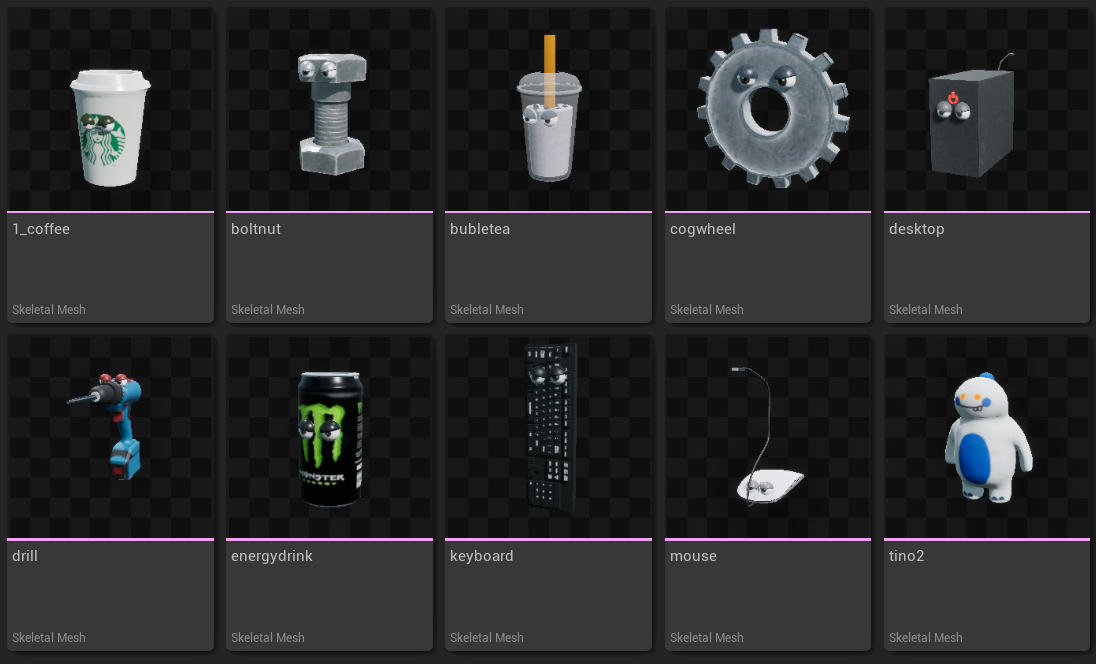 1_coffee
Skeletal Mesh
boltnut
Skeletal Mesh
bubletea
Skeletal Mesh
cogwheel
Skeletal Mesh
desktop
Skeletal Mesh
drill
Skeletal Mesh
MONSTER
energydrink
Skeletal Mesh
keyboard
Skeletal Mesh
mouse
Skeletal Mesh
tino2
Skeletal Mesh